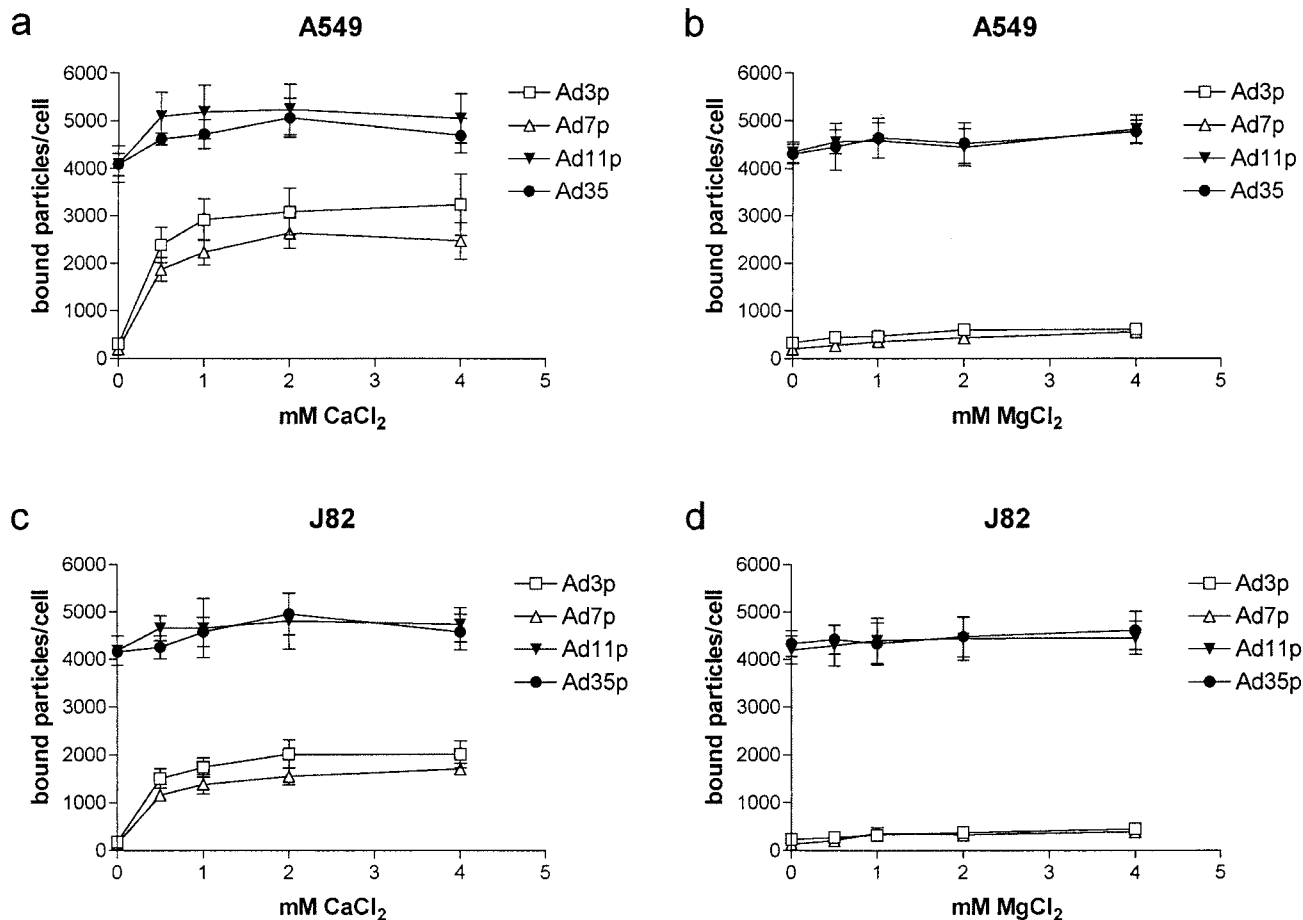 a
A549
bound particles/cell
6000
5000
4000
3000
2000
1000
0
0 1 2 3 4 5
mM CaCl₂
Ad3p
Ad7p
Ad11p
Ad35
b
A549
bound particles/cell
6000
5000
4000
3000
2000
1000
0
0 1 2 3 4 5
mM MgCl₂
Ad3p
Ad7p
Ad11p
Ad35
c
J82
bound particles/cell
6000
5000
4000
3000
2000
1000
0
0 1 2 3 4 5
mM CaCl₂
Ad3p
Ad7p
Ad11p
Ad35p
d
J82
bound particles/cell
6000
5000
4000
3000
2000
1000
0
0 1 2 3 4 5
mM MgCl₂
Ad3p
Ad7p
Ad11p
Ad35p